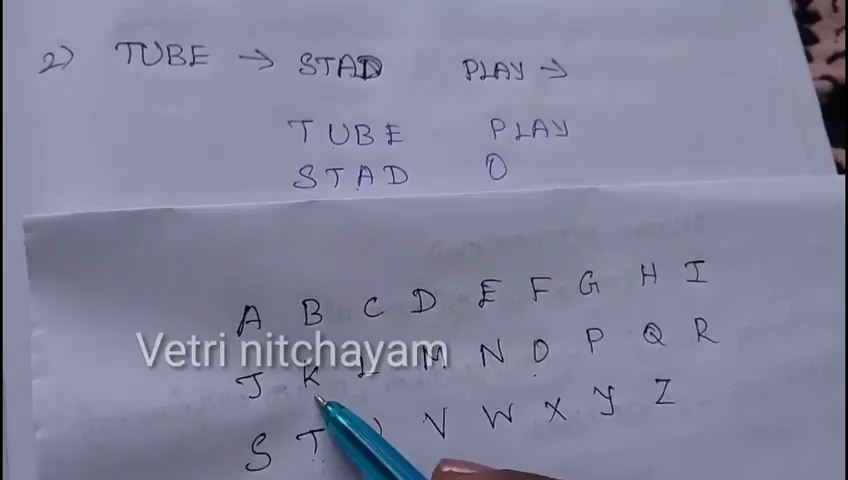 2) TUBE → STAD PLAY →
TUBE PLAY
STAD O
A B C D E F G H I
Vetri nitchayam
J K L M N O P Q R
S T V W X Y Z